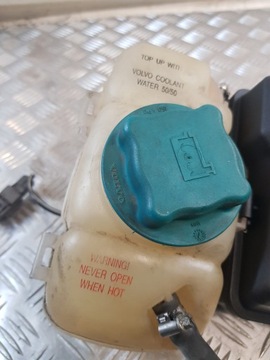 TOP UP WITH
VOLVO COOLANT
WATER 50/50
WARNING!
NEVER OPEN
WHEN HOT